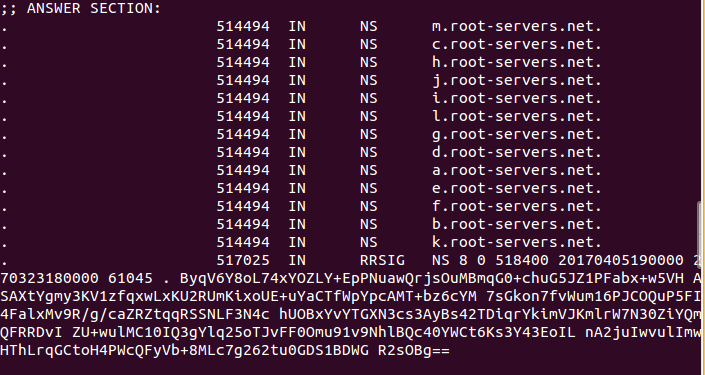 ;; ANSWER SECTION:
. 514494 IN NS m.root-servers.net.
. 514494 IN NS c.root-servers.net.
. 514494 IN NS h.root-servers.net.
. 514494 IN NS j.root-servers.net.
. 514494 IN NS i.root-servers.net.
. 514494 IN NS l.root-servers.net.
. 514494 IN NS g.root-servers.net.
. 514494 IN NS d.root-servers.net.
. 514494 IN NS a.root-servers.net.
. 514494 IN NS e.root-servers.net.
. 514494 IN NS f.root-servers.net.
. 514494 IN NS b.root-servers.net.
. 514494 IN NS k.root-servers.net.
. 517025 IN RRSIG NS 8 0 518400 20170405190000 2
70323180000 61045 . ByqV6Y8oL74xYOZLY+EpPNuawQrjsOuMBmqG0+chuG5JZ1PFabx+w5VH A
SAXtYgmy3KV1zfqxwLxKU2RUmKixoUE+uYaCTfWpYpcAMT+bz6cYM 7sGkon7fvWum16PJCOQuP5FI
4FalxMv9R/g/caZRZtqqRSSNLF3N4c hUOBxYvYTGXN3cs3AyBs42TDiqrYkimVJKmlrW7N30ZiYQm
QFRRDvI ZU+wulMC10IQ3gYlq25oTJvFF0Omu91v9NhlBQc40YWCt6Ks3Y43EoIL nA2juIwvulImw
HThLrqGCtoH4PWcQFyVb+8MLc7g262tu0GDS1BDWG R2sOBg==